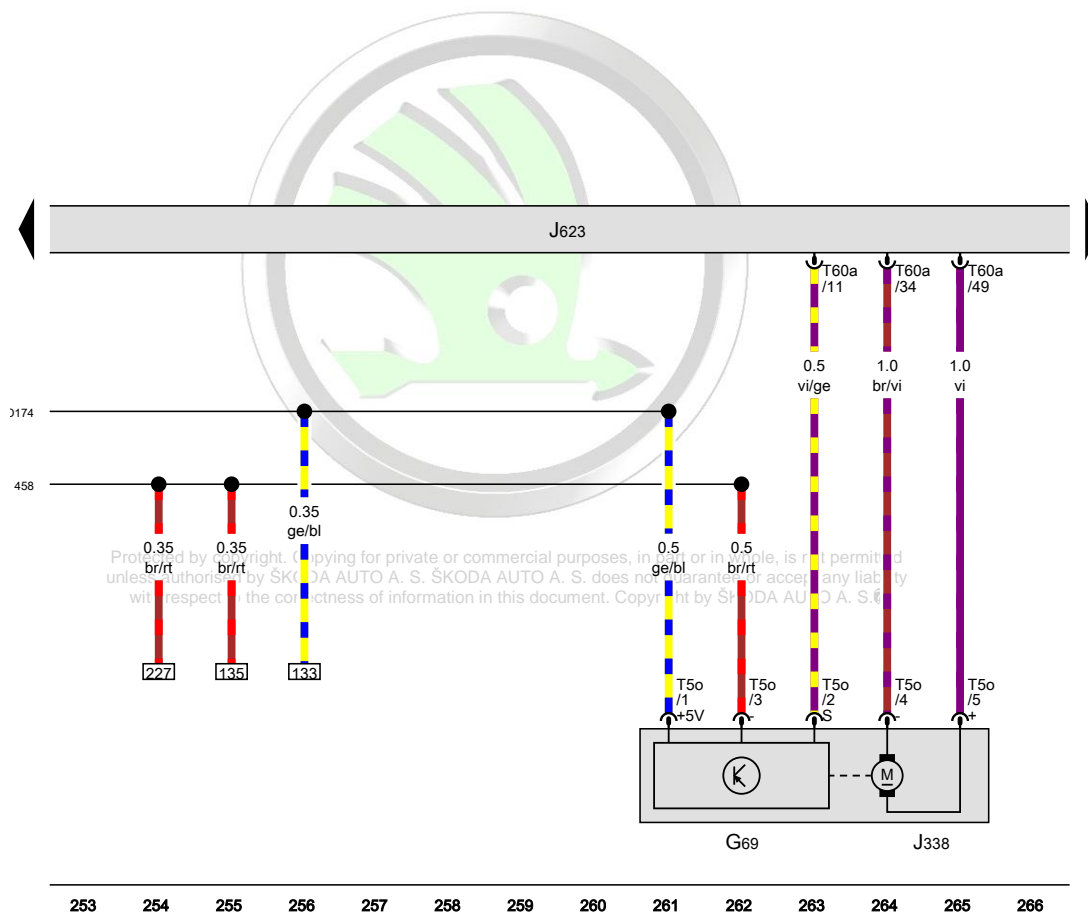 J623
T60a
/11
T60a
/34
T60a
/49
0.5
vi/ge
1.0
br/vi
1.0
vi
0174
458
0.35
br/rt
0.35
br/rt
0.35
ge/bl
0.5
ge/bl
0.5
br/rt
Protected by copyright. Copying for private or commercial purposes, in part or in whole, is not permitted
unless authorised by ŠKODA AUTO A. S. ŠKODA AUTO A. S. does not guarantee or accept any liability
with respect to the correctness of information in this document. Copyright by ŠKODA AUTO A. S.
227
135
133
T5o
/1
+5V
T5o
/3
-
T5o
/2
S
T5o
/4
-
T5o
/5
+
M
G69
J338
253 254 255 256 257 258 259 260 261 262 263 264 265 266